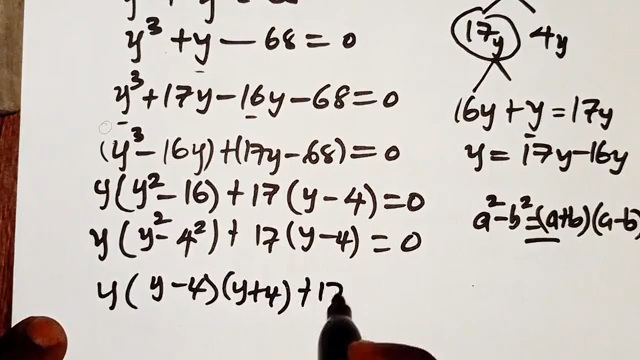 y³ + y - 68 = 0
y³ + 17y - 16y - 68 = 0
(y³ - 16y) + (17y - 68) = 0
y(y² - 16) + 17(y - 4) = 0
y(y² - 4²) + 17(y - 4) = 0
y(y - 4)(y + 4) + 17
17y 4y
16y + y = 17y
y = 17y - 16y
a² - b² = (a+b)(a-b)